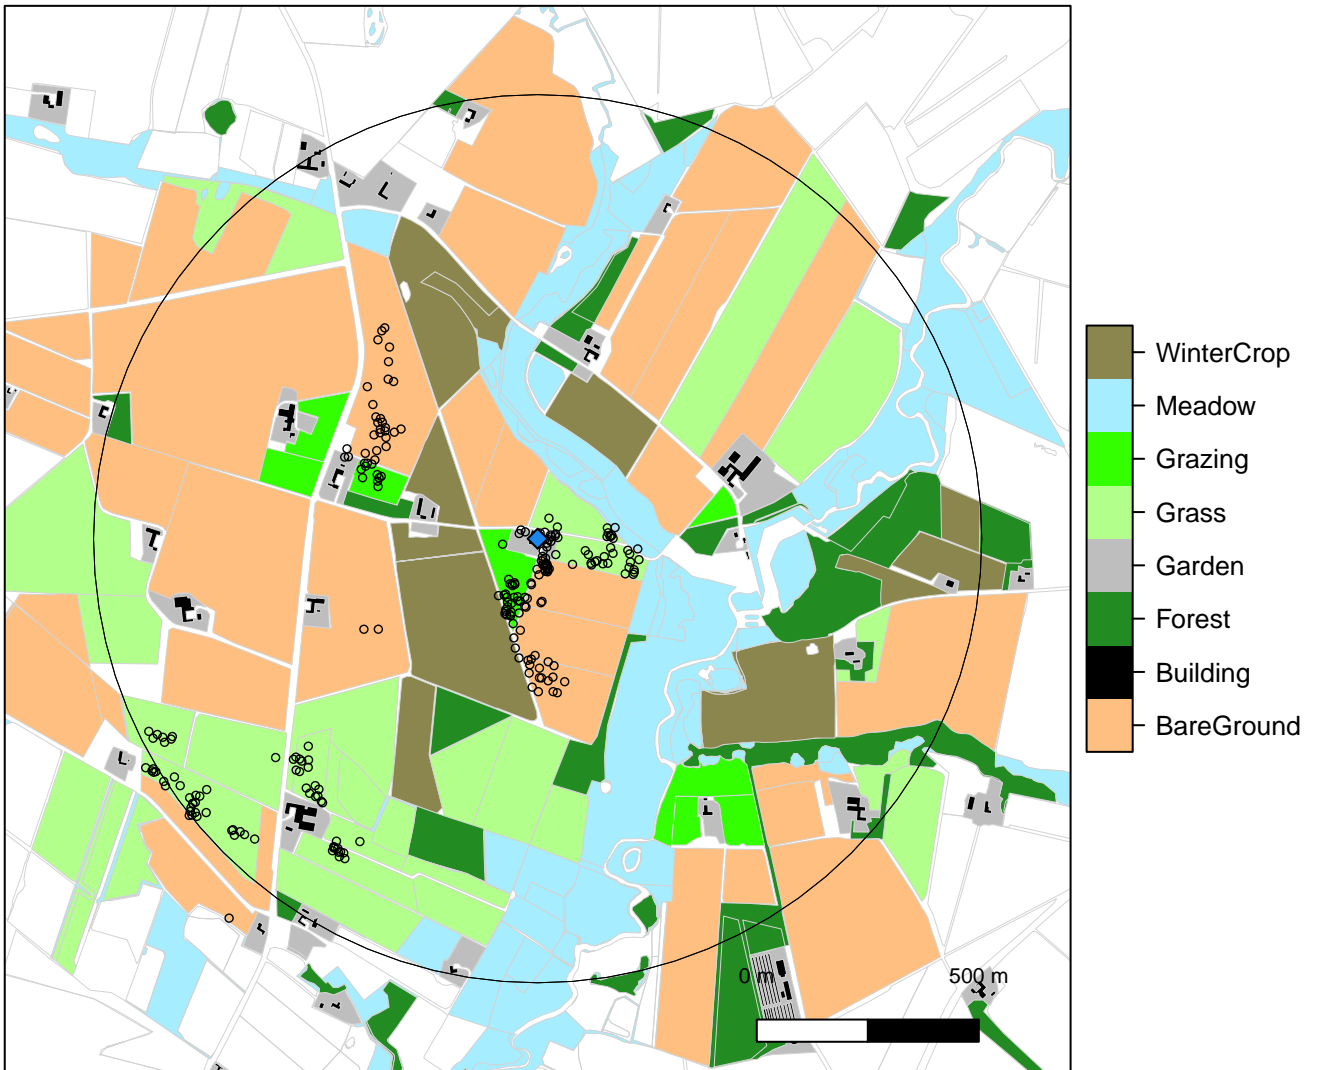 WinterCrop
Meadow
Grazing
Grass
Garden
Forest
Building
BareGround
0 m 500 m